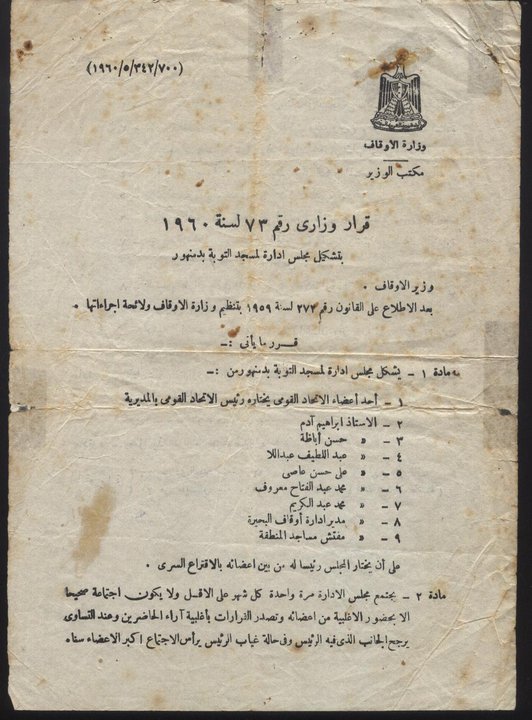 (١٩٦٠/٥/٣٤٢/٧٠٠)
وزارة الأوقاف
مكتب الوزير
قرار وزارى رقم ٧٣ لسنة ١٩٦٠
بتشكيل مجلس ادارة لمسجد التوبة بدمنهور
وزير الاوقاف .
بعد الاطلاع على القانون رقم ٢٧٣ لسنة ١٩٥٩ بتنظيم وزارة الاوقاف ولائحة اجراءاتها .
قــرر ما يأتى :ـ
مادة ١ ـ يشكل مجلس ادارة لمسجد التوبة بدمنهور من :ـ
١ ـ أحد أعضاء الاتحاد القومى يختاره رئيس الاتحاد القومى بالمديرية
٢ ـ الاستاذ ابراهيم آدم
٣ ـ » حسن أباظة
٤ ـ » عبد اللطيف عبداللا
٥ ـ » على حسن عاصى
٦ ـ » محمد عبد الفتاح معروف
٧ ـ » محمد عبد الكريم
٨ ـ » مدير ادارة أوقاف البحيرة
٩ ـ » مفتش مساجد المنطقة
على أن يختار المجلس رئيسا له من بين اعضائه بالاقتراع السرى .
مادة ٢ ـ يجتمع مجلس الادارة مرة واحدة كل شهر على الاقــل ولا يكون اجتماعة صحيحا
الا بحضور الاغلبية من اعضائه وتصدر القرارات بأغلبية آراء الحاضرين وعند التساوى
يرجح الجانب الذى فيه الرئيس وفى حالة غياب الرئيس يرأس الاجتماع اكبر الاعضاء سنا.